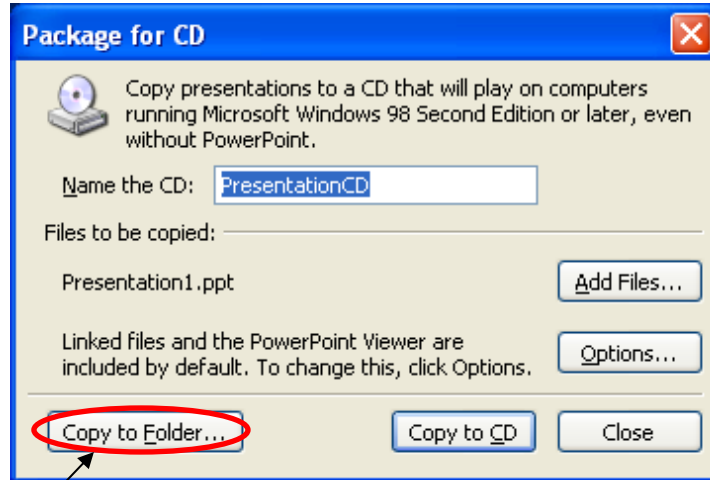 Package for CD
Copy presentations to a CD that will play on computers
running Microsoft Windows 98 Second Edition or later, even
without PowerPoint.
Name the CD: PresentationCD
Files to be copied:
Presentation1.ppt
Add Files...
Linked files and the PowerPoint Viewer are
included by default. To change this, click Options.
Options...
Copy to Folder... Copy to CD Close